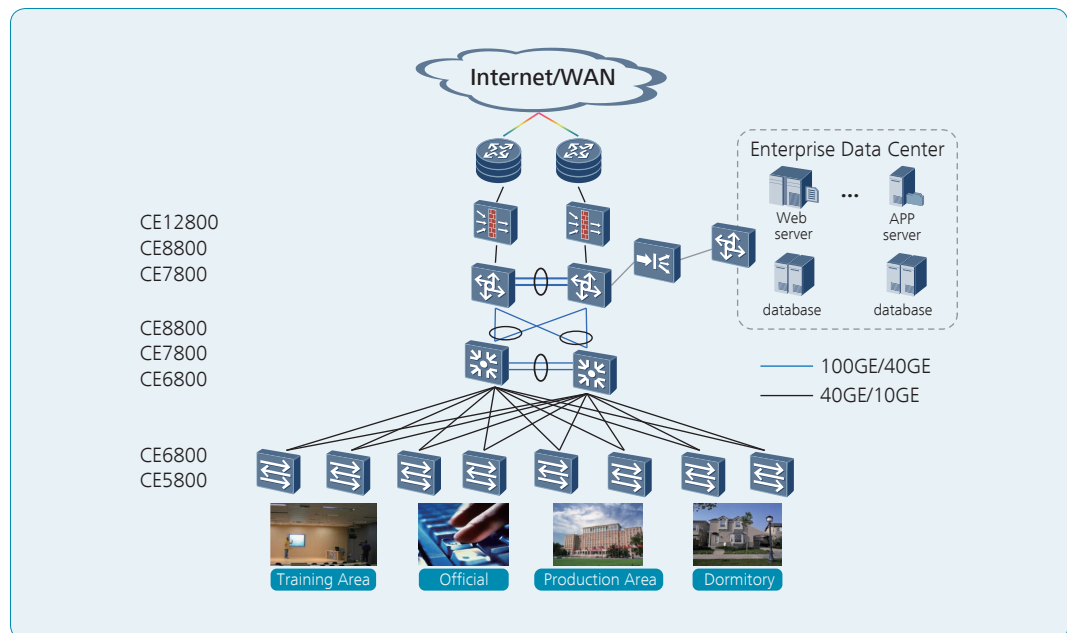 Internet/WAN
Enterprise Data Center
...
Web
server
APP
server
database
database
CE12800
CE8800
CE7800
CE8800
CE7800
CE6800
100GE/40GE
40GE/10GE
CE6800
CE5800
Training Area
Official
Production Area
Dormitory